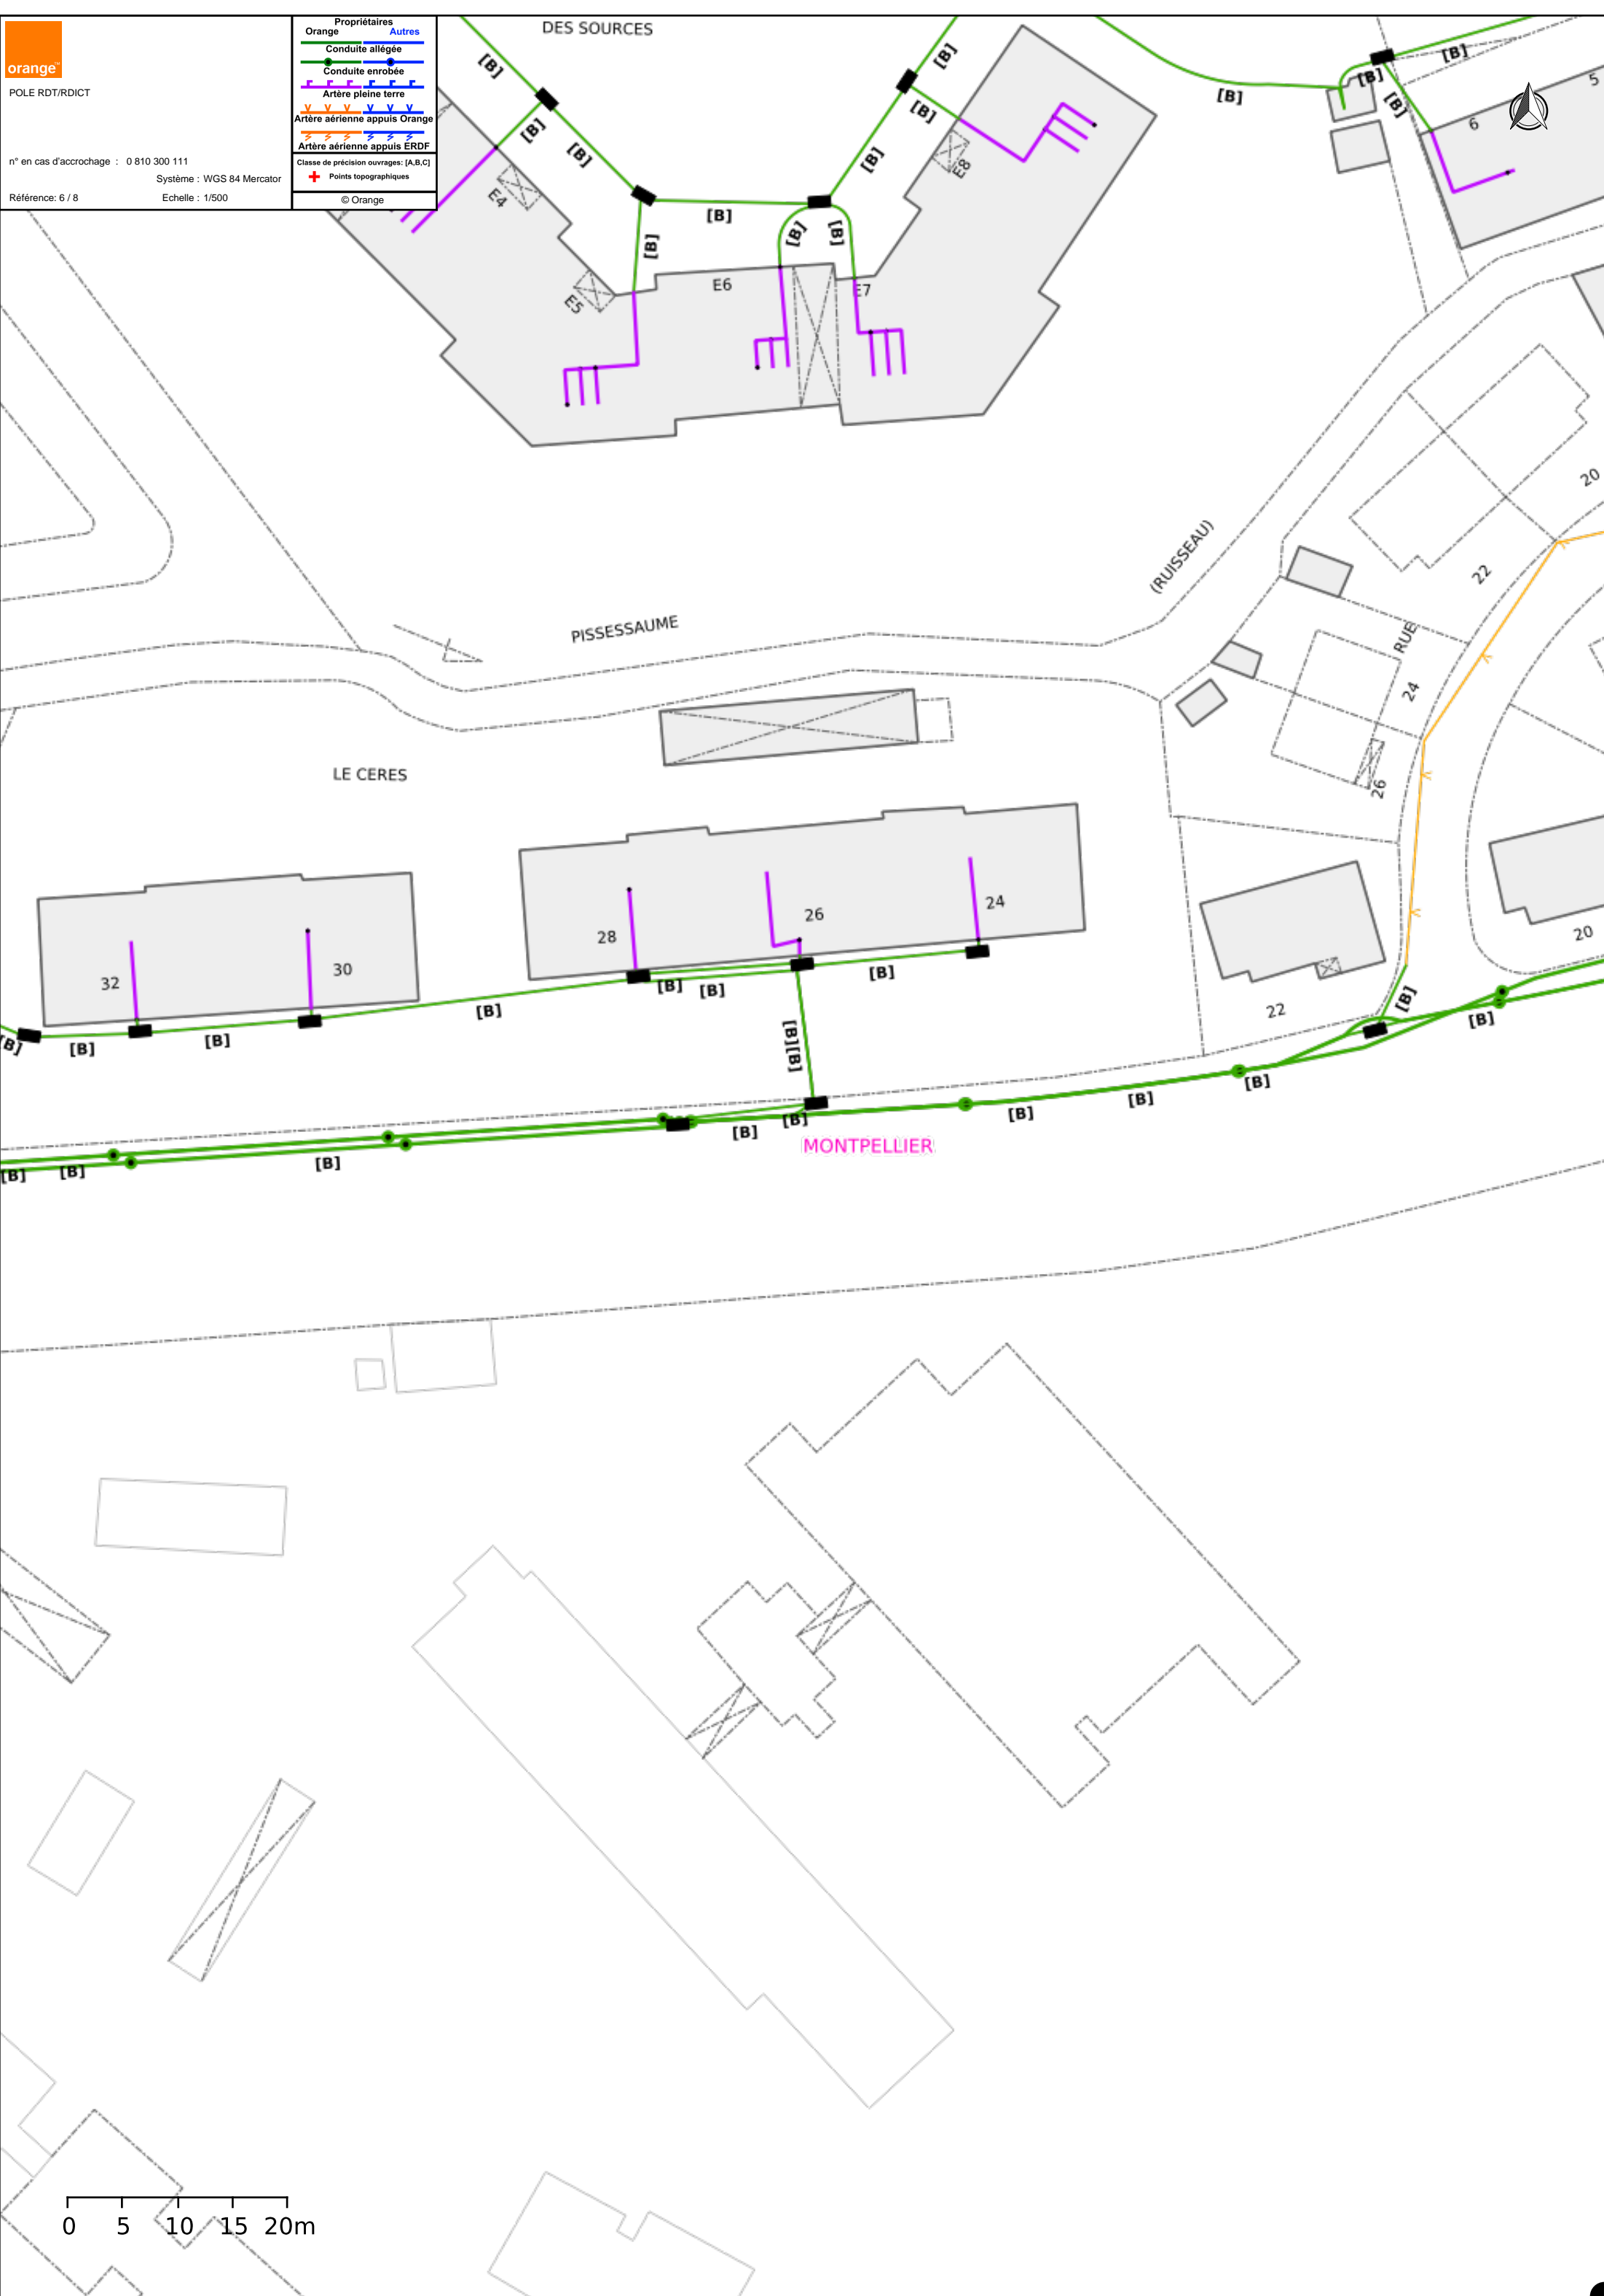 orange™
POLE RDT/RDICT
n° en cas d'accrochage : 0 810 300 111
Système : WGS 84 Mercator
Référence: 6 / 8 Echelle : 1/500
Propriétaires
Orange Autres
Conduite allégée
Conduite enrobée
Artère pleine terre
Artère aérienne appuis Orange
Artère aérienne appuis ERDF
Classe de précision ouvrages: [A,B,C]
Points topographiques
© Orange
DES SOURCES
[B]
[B]
[B]
[B]
[B]
[B]
[B]
[B]
5
6
[B]
[B]
[B]
E4
E8
[B]
[B]
[B]
[B]
E5
E6
E7
20
(RUISSEAU)
22
PISSESSAUME
RUE
24
LE CERES
26
28
26
24
20
32
30
[B]
[B]
[B]
[B]
[B]
22
[B]
[B]
[B]
[B]
[B]
[B][B]
[B]
[B]
[B]
[B]
[B]
MONTPELLIER
[B]
[B]
[B]
0 5 10 15 20m